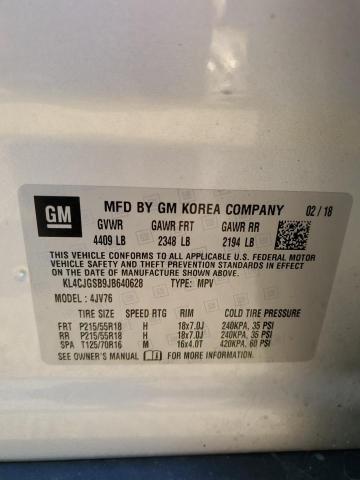 GM
MFD BY GM KOREA COMPANY 02 / 18
GVWR GAWR FRT GAWR RR
4409 LB 2348 LB 2194 LB
THIS VEHICLE CONFORMS TO ALL APPLICABLE U.S. FEDERAL MOTOR
VEHICLE SAFETY AND THEFT PREVENTION STANDARDS IN EFFECT ON
THE DATE OF MANUFACTURE SHOWN ABOVE.
KL4CJGSB9JB640628 TYPE: MPV
MODEL: 4JV76
TIRE SIZE SPEED RTG RIM COLD TIRE PRESSURE
FRT P215/55R18 H 18x7.0J 240KPA, 35 PSI
RR P215/55R18 H 18x7.0J 240KPA, 35 PSI
SPA T125/70R16 M 16x4.0T 420KPA, 60 PSI
SEE OWNER'S MANUAL FOR MORE INFORMATION.